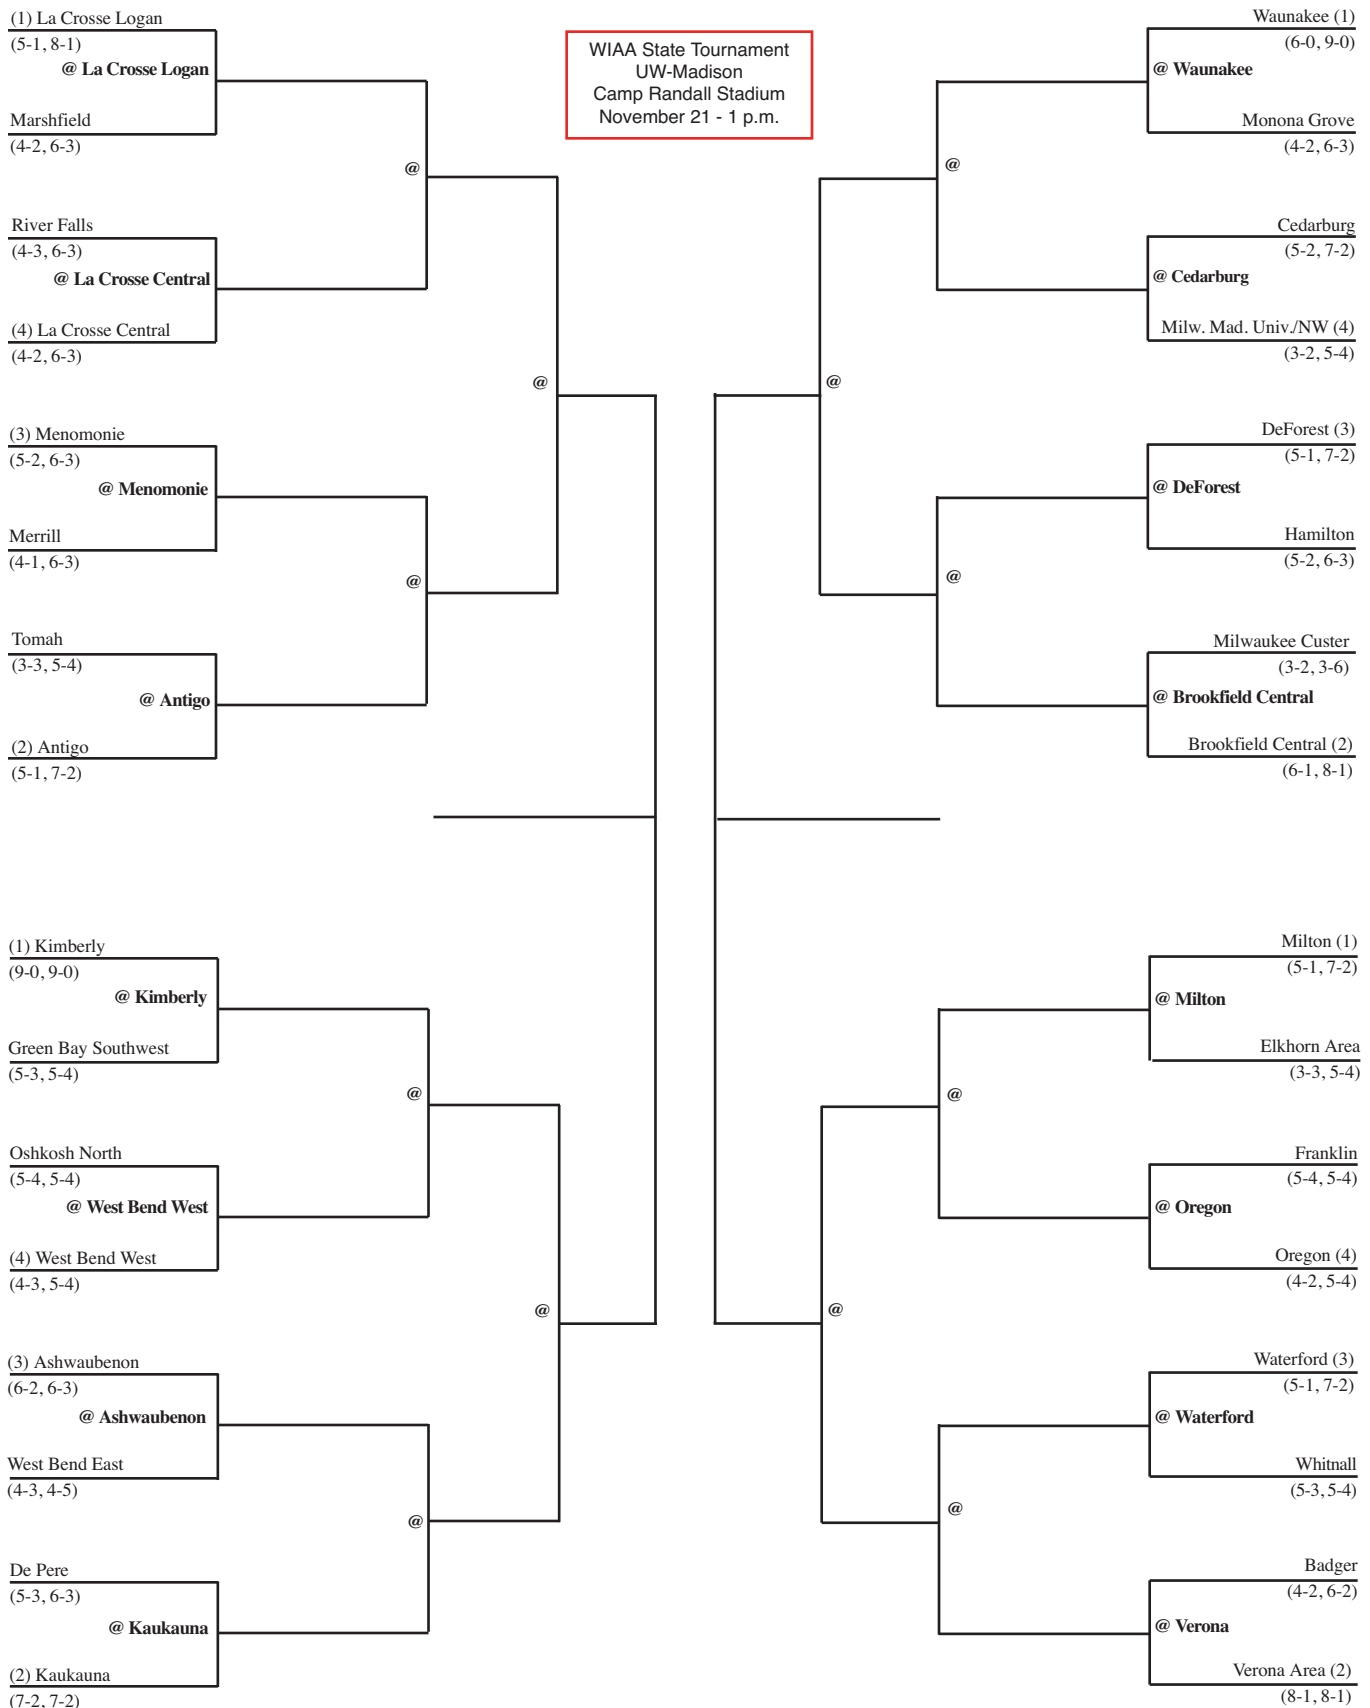 (1) La Crosse Logan
(5-1, 8-1)
@ La Crosse Logan
Marshfield
(4-2, 6-3)
@
River Falls
(4-3, 6-3)
@ La Crosse Central
(4) La Crosse Central
(4-2, 6-3)
@
(3) Menomonie
(5-2, 6-3)
@ Menomonie
Merrill
(4-1, 6-3)
@
Tomah
(3-3, 5-4)
@ Antigo
(2) Antigo
(5-1, 7-2)
(1) Kimberly
(9-0, 9-0)
@ Kimberly
Green Bay Southwest
(5-3, 5-4)
@
Oshkosh North
(5-4, 5-4)
@ West Bend West
(4) West Bend West
(4-3, 5-4)
@
(3) Ashwaubenon
(6-2, 6-3)
@ Ashwaubenon
West Bend East
(4-3, 4-5)
@
De Pere
(5-3, 6-3)
@ Kaukauna
(2) Kaukauna
(7-2, 7-2)
WIAA State Tournament
UW-Madison
Camp Randall Stadium
November 21 - 1 p.m.
Waunakee (1)
(6-0, 9-0)
@ Waunakee
Monona Grove
(4-2, 6-3)
@
Cedarburg
(5-2, 7-2)
@ Cedarburg
Milw. Mad. Univ./NW (4)
(3-2, 5-4)
@
DeForest (3)
(5-1, 7-2)
@ DeForest
Hamilton
(5-2, 6-3)
@
Milwaukee Custer
(3-2, 3-6)
@ Brookfield Central
Brookfield Central (2)
(6-1, 8-1)
Milton (1)
(5-1, 7-2)
@ Milton
Elkhorn Area
(3-3, 5-4)
@
Franklin
(5-4, 5-4)
@ Oregon
Oregon (4)
(4-2, 5-4)
@
Waterford (3)
(5-1, 7-2)
@ Waterford
Whitnall
(5-3, 5-4)
@
Badger
(4-2, 6-2)
@ Verona
Verona Area (2)
(8-1, 8-1)